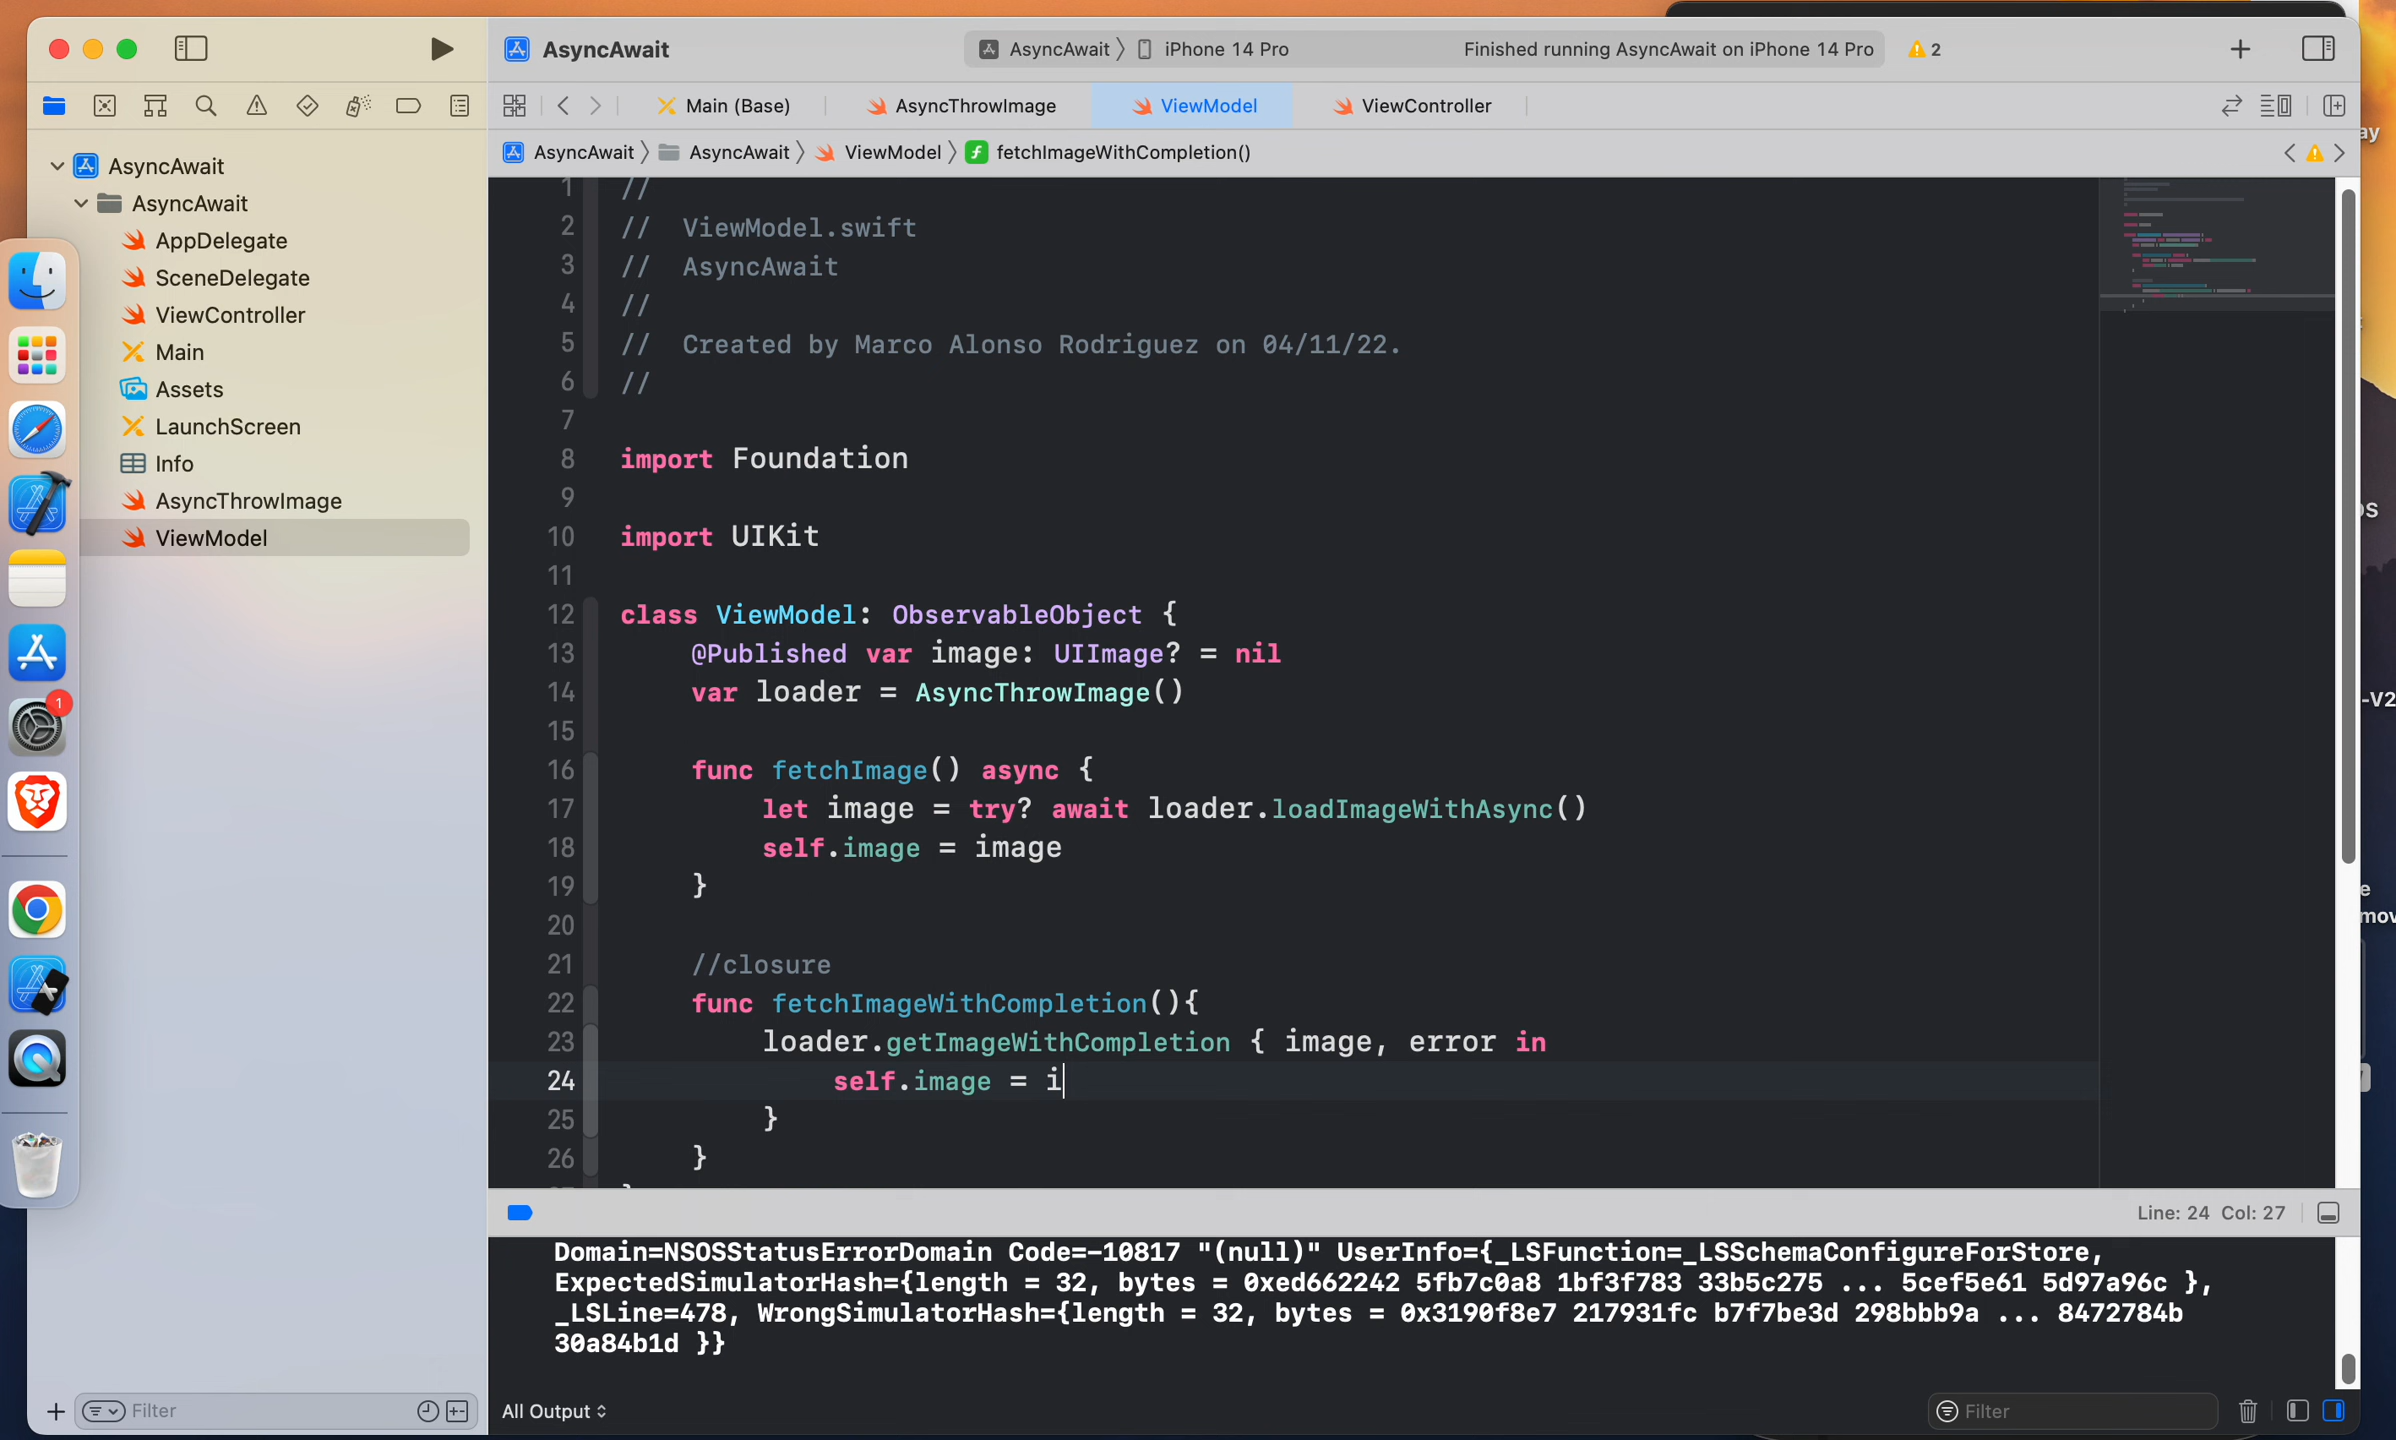 AsyncAwait
AsyncAwait
iPhone 14 Pro
Finished running AsyncAwait on iPhone 14 Pro
2
Main (Base)
AsyncThrowImage
ViewModel
ViewController
AsyncAwait
AsyncAwait
ViewModel
fetchImageWithCompletion()
AsyncAwait
AsyncAwait
AppDelegate
SceneDelegate
ViewController
Main
Assets
LaunchScreen
Info
AsyncThrowImage
ViewModel
1
1 //
2 //  ViewModel.swift
3 //  AsyncAwait
4 //
5 //  Created by Marco Alonso Rodriguez on 04/11/22.
6 //
7
8 import Foundation
9
10 import UIKit
11
12 class ViewModel: ObservableObject {
13 @Published var image: UIImage? = nil
14 var loader = AsyncThrowImage()
15
16 func fetchImage() async {
17 let image = try? await loader.loadImageWithAsync()
18 self.image = image
19 }
20
21 //closure
22 func fetchImageWithCompletion(){
23 loader.getImageWithCompletion { image, error in
24 self.image = i
25 }
26 }
Line: 24 Col: 27
Domain=NSOSStatusErrorDomain Code=-10817 "(null)" UserInfo={_LSFunction=_LSSchemaConfigureForStore,
ExpectedSimulatorHash={length = 32, bytes = 0xed662242 5fb7c0a8 1bf3f783 33b5c275 ... 5cef5e61 5d97a96c },
_LSLine=478, WrongSimulatorHash={length = 32, bytes = 0x3190f8e7 217931fc b7f7be3d 298bbb9a ... 8472784b
30a84b1d }}
Filter
All Output
Filter
-V2